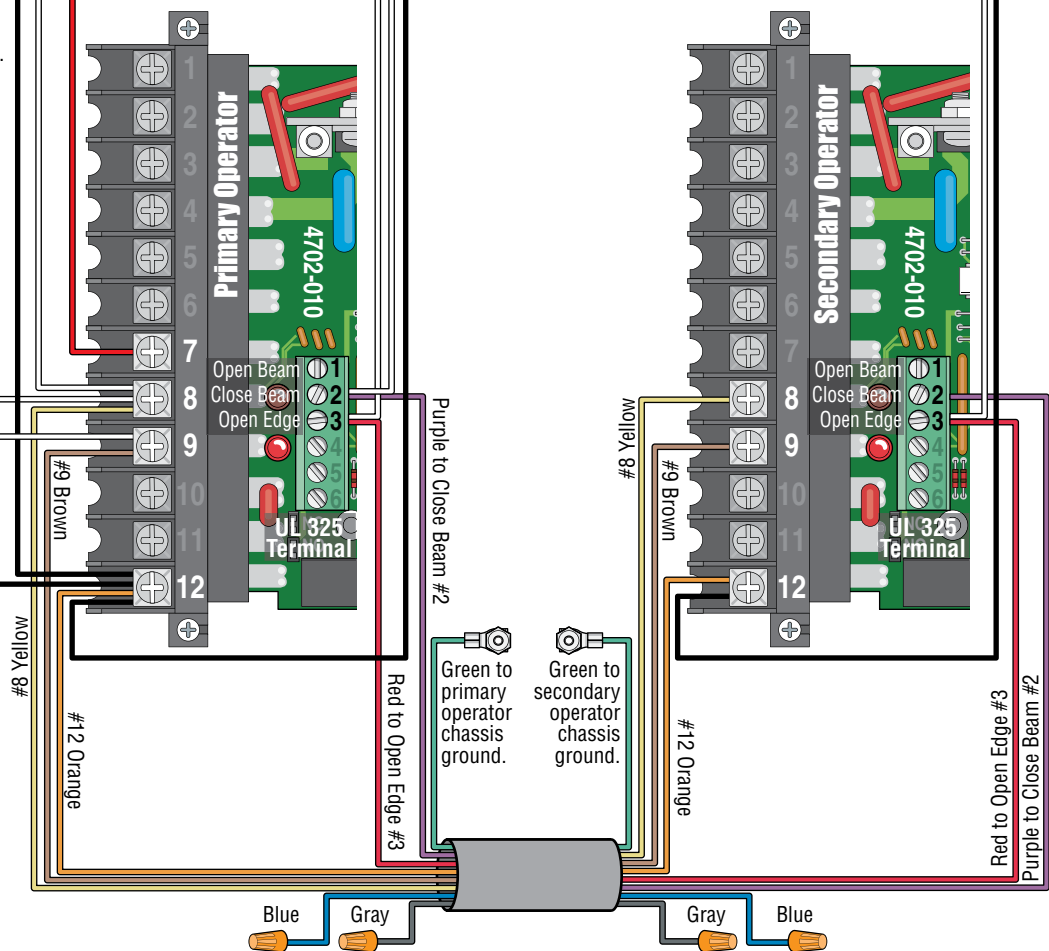 1
2
3
4
5
6
7
8
9
10
11
12
Primary Operator
4702-010
Open Beam 1
Close Beam 2
Open Edge 3
4
5
6
UL 325
Terminal
#9 Brown
#8 Yellow
#12 Orange
Purple to Close Beam #2
Red to Open Edge #3
Green to
primary
operator
chassis
ground.
1
2
3
4
5
6
7
8
9
10
11
12
Secondary Operator
4702-010
Open Beam 1
Close Beam 2
Open Edge 3
4
5
6
UL 325
Terminal
#8 Yellow
#9 Brown
#12 Orange
Green to
secondary
operator
chassis
ground.
Red to Open Edge #3
Purple to Close Beam #2
Blue
Gray
Gray
Blue